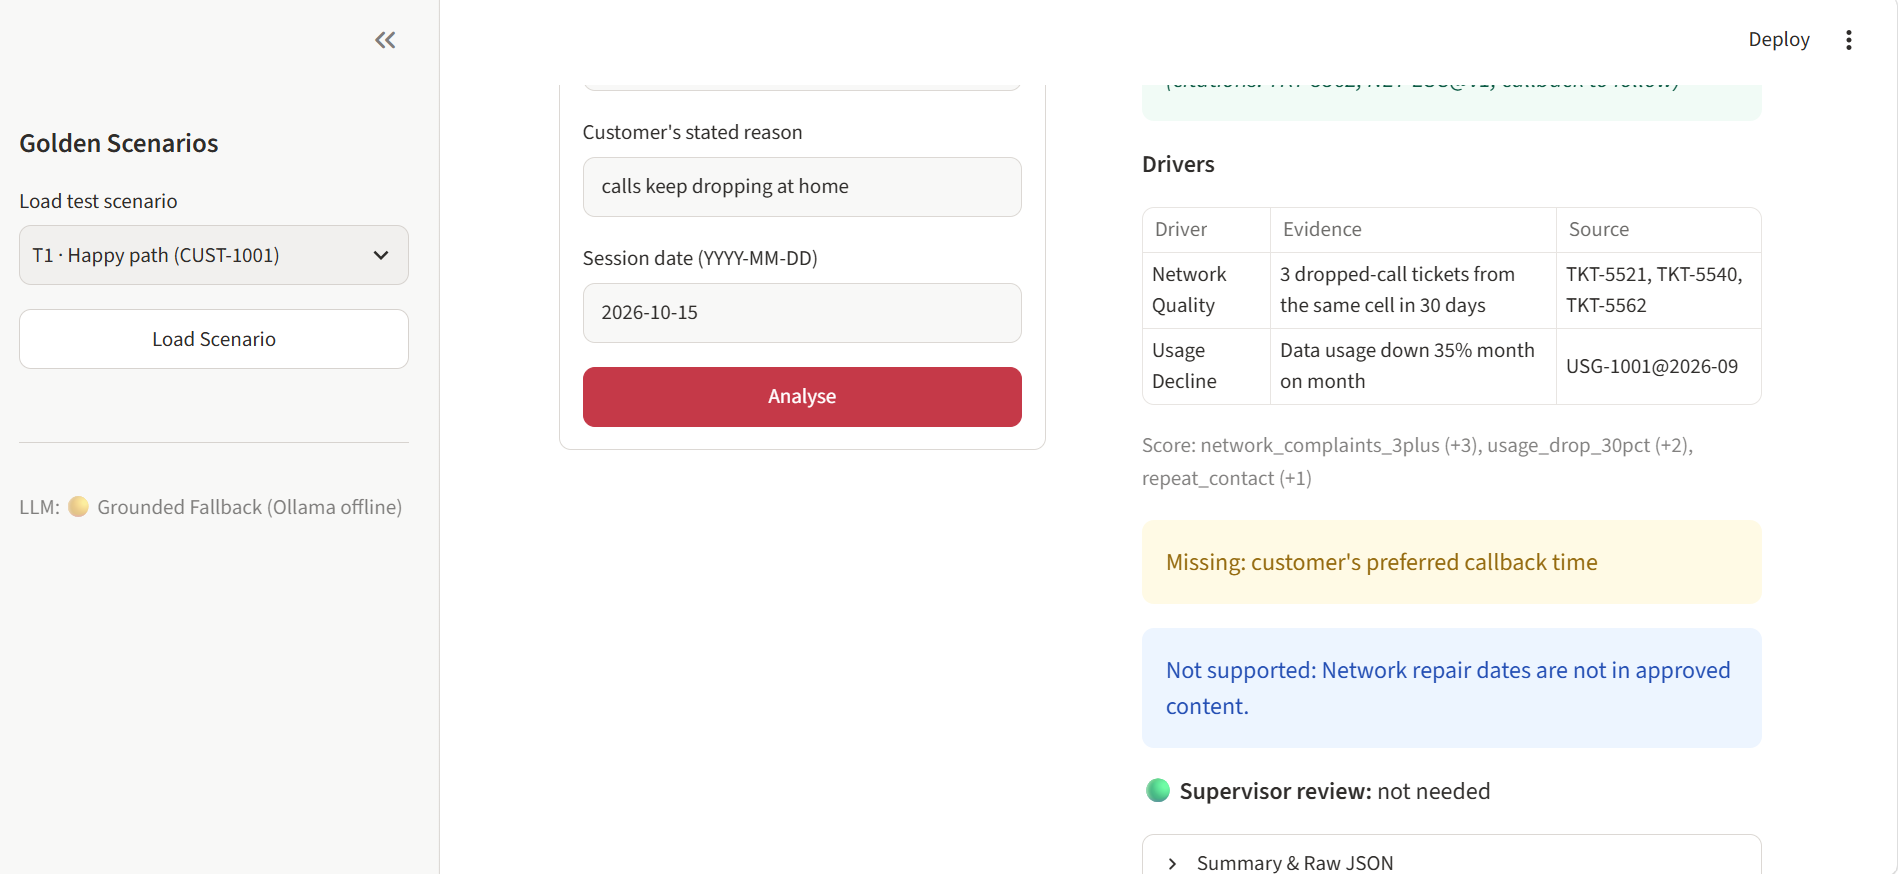 Deploy
Golden Scenarios
Load test scenario
T1 · Happy path (CUST-1001)
Load Scenario
LLM: Grounded Fallback (Ollama offline)
Customer's stated reason
calls keep dropping at home
Session date (YYYY-MM-DD)
2026-10-15
Analyse
Drivers
Driver Evidence Source
Network Quality 3 dropped-call tickets from the same cell in 30 days TKT-5521, TKT-5540, TKT-5562
Usage Decline Data usage down 35% month on month USG-1001@2026-09
Score: network_complaints_3plus (+3), usage_drop_30pct (+2),
repeat_contact (+1)
Missing: customer's preferred callback time
Not supported: Network repair dates are not in approved
content.
Supervisor review: not needed
Summary & Raw JSON